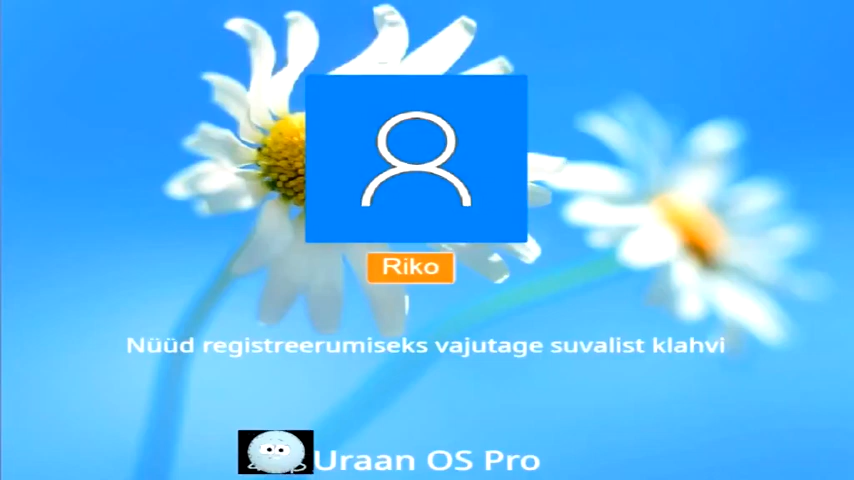 Riko
Nüüd registreerumiseks vajutage suvalist klahvi
Uraan OS Pro